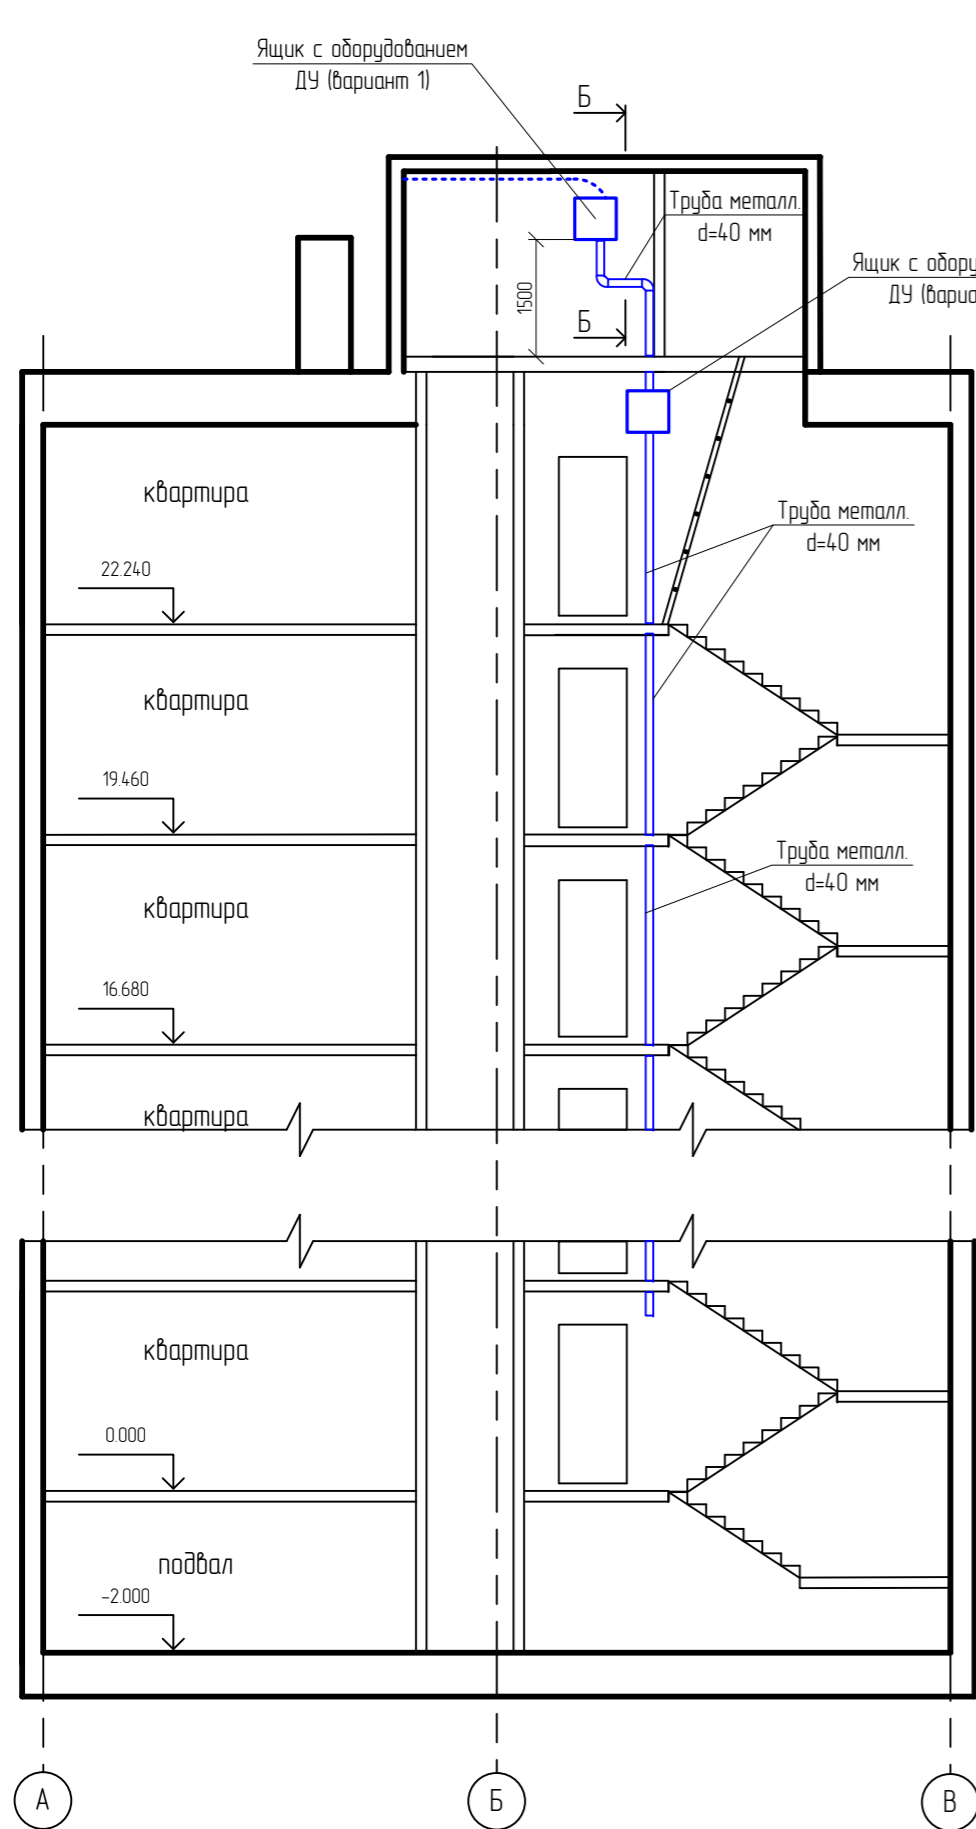 Ящик с оборудованием
ДУ (вариант 1)
Б
Труба металл.
d=40 мм
Ящик с обору
ДУ (вариа
1500
Б
квартира
Труба металл.
d=40 мм
22.240
квартира
19.460
Труба металл.
d=40 мм
квартира
16.680
квартира
квартира
0.000
подвал
-2.000
А
Б
В